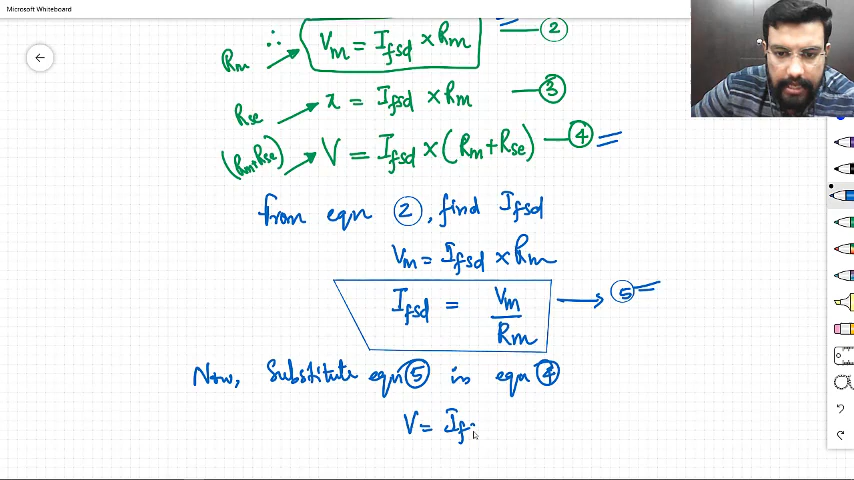 Microsoft Whiteboard
Rm ∴ Vm = Ifsd × Rm — 2
Rse x = Ifsd × Rm — 3
(Rm+Rse) V = Ifsd × (Rm + Rse) — 4
from eqn 2, find Ifsd
Vm = Ifsd × Rm
Ifsd = Vm / Rm → 5
Now, Substitute eqn 5 in eqn 4
V = If